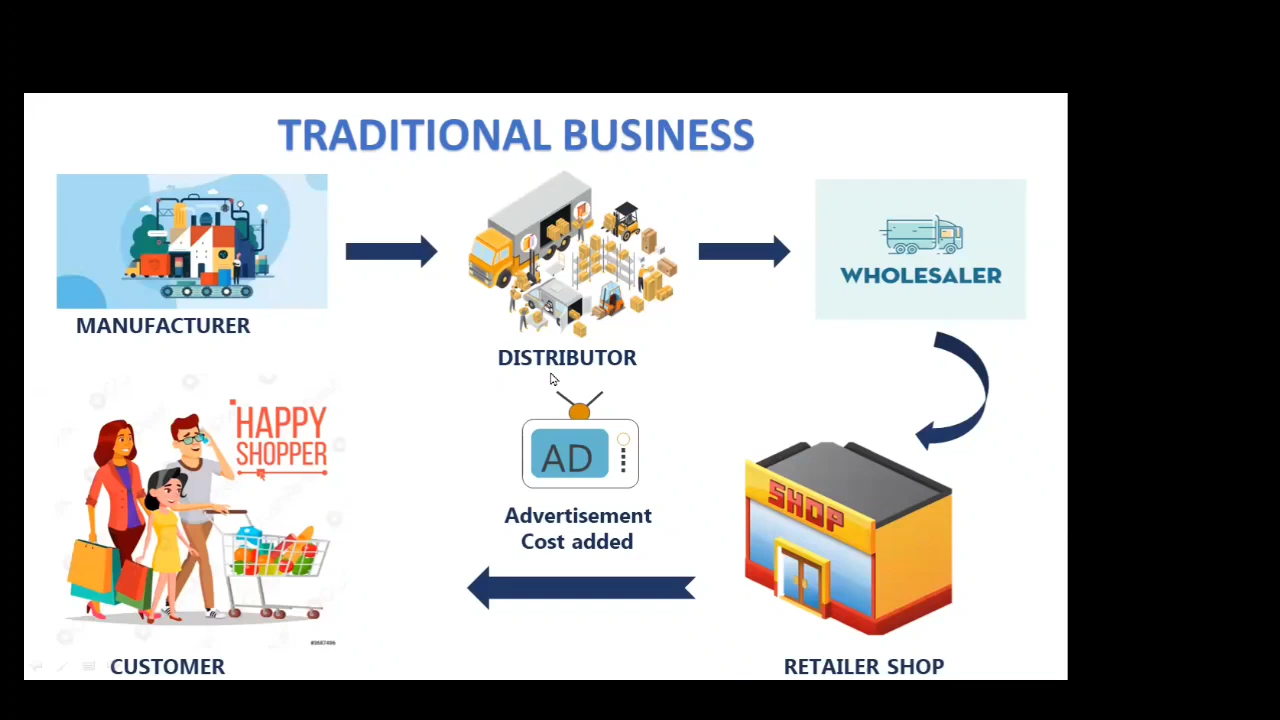 TRADITIONAL BUSINESS
MANUFACTURER
DISTRIBUTOR
WHOLESALER
HAPPY
SHOPPER
AD
Advertisement
Cost added
SHOP
CUSTOMER
RETAILER SHOP